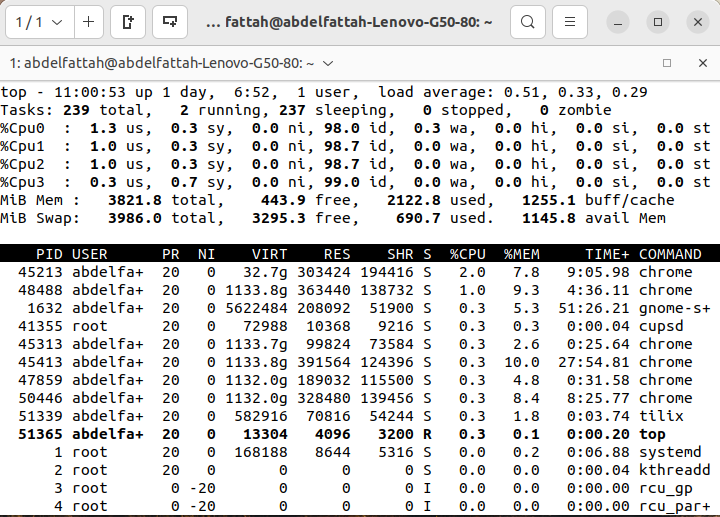 1 / 1 ... fattah@abdelfattah-Lenovo-G50-80: ~
1: abdelfattah@abdelfattah-Lenovo-G50-80: ~
top - 11:00:53 up 1 day,  6:52,  1 user,  load average: 0.51, 0.33, 0.29
Tasks: 239 total,   2 running, 237 sleeping,   0 stopped,   0 zombie
%Cpu0  :  1.3 us,  0.3 sy,  0.0 ni, 98.0 id,  0.3 wa,  0.0 hi,  0.0 si,  0.0 st
%Cpu1  :  1.0 us,  0.3 sy,  0.0 ni, 98.7 id,  0.0 wa,  0.0 hi,  0.0 si,  0.0 st
%Cpu2  :  1.0 us,  0.3 sy,  0.0 ni, 98.7 id,  0.0 wa,  0.0 hi,  0.0 si,  0.0 st
%Cpu3  :  0.3 us,  0.7 sy,  0.0 ni, 99.0 id,  0.0 wa,  0.0 hi,  0.0 si,  0.0 st
MiB Mem :   3821.8 total,    443.9 free,   2122.8 used,   1255.1 buff/cache
MiB Swap:   3986.0 total,   3295.3 free,    690.7 used.   1145.8 avail Mem
PID USER      PR  NI    VIRT    RES    SHR S  %CPU  %MEM     TIME+ COMMAND
45213 abdelfa+  20   0   32.7g 303424 194416 S   2.0   7.8   9:05.98 chrome
48488 abdelfa+  20   0 1133.8g 363440 138732 S   1.0   9.3   4:36.11 chrome
1632 abdelfa+  20   0 5622484 208092  51900 S   0.3   5.3  51:26.21 gnome-s+
41355 root      20   0   72988  10368   9216 S   0.3   0.3   0:00.04 cupsd
45313 abdelfa+  20   0 1133.7g  99824  73584 S   0.3   2.6   0:25.64 chrome
45413 abdelfa+  20   0 1133.8g 391564 124396 S   0.3  10.0  27:54.81 chrome
47859 abdelfa+  20   0 1132.0g 189032 115500 S   0.3   4.8   0:31.58 chrome
50446 abdelfa+  20   0 1132.0g 328480 139456 S   0.3   8.4   8:25.77 chrome
51339 abdelfa+  20   0  582916  70816  54244 S   0.3   1.8   0:03.74 tilix
51365 abdelfa+  20   0   13304   4096   3200 R   0.3   0.1   0:00.20 top
1 root      20   0  168188   8644   5316 S   0.0   0.2   0:06.88 systemd
2 root      20   0       0      0      0 S   0.0   0.0   0:00.04 kthreadd
3 root       0 -20       0      0      0 I   0.0   0.0   0:00.00 rcu_gp
4 root       0 -20       0      0      0 I   0.0   0.0   0:00.00 rcu_par+